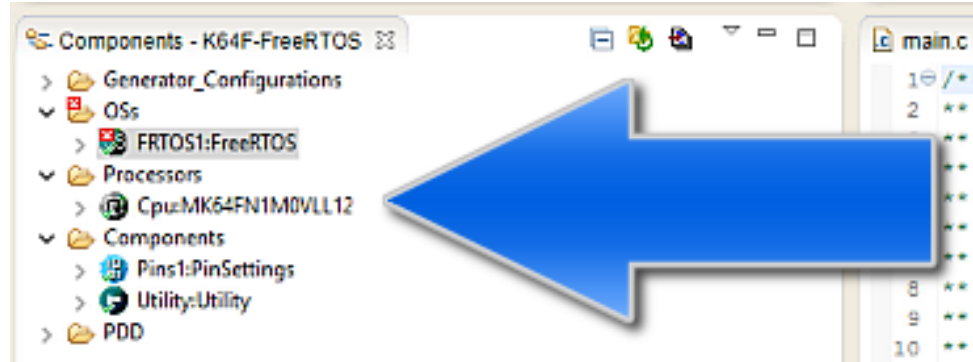 Components - K64F-FreeRTOS
Generator_Configurations
OSs
FRTOS1:FreeRTOS
Processors
Cpu:MK64FN1M0VLL12
Components
Pins1:PinSettings
Utility:Utility
PDD
main.c
1 /*
2 **
**
**
**
**
**
8 **
9 **
10 **